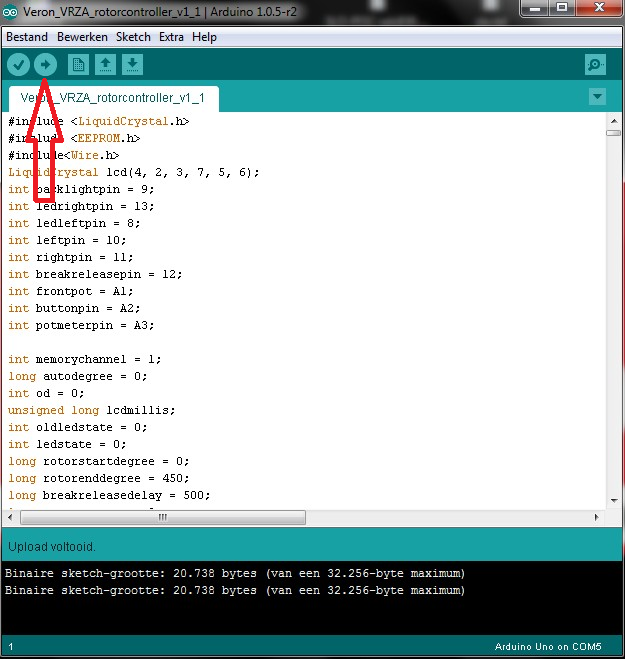 Veron_VRZA_rotorcontroller_v1_1 | Arduino 1.0.5-r2
Bestand Bewerken Sketch Extra Help
Veron_VRZA_rotorcontroller_v1_1
#include <LiquidCrystal.h>
#include <EEPROM.h>
#include<Wire.h>
LiquidCrystal lcd(4, 2, 3, 7, 5, 6);
int backlightpin = 9;
int ledrightpin = 13;
int ledleftpin = 8;
int leftpin = 10;
int rightpin = 11;
int breakreleasepin = 12;
int frontpot = A1;
int buttonpin = A2;
int potmeterpin = A3;
int memorychannel = 1;
long autodegree = 0;
int od = 0;
unsigned long lcdmillis;
int oldledstate = 0;
int ledstate = 0;
long rotorstartdegree = 0;
long rotorenddegree = 450;
long breakreleasedelay = 500;
Upload voltooid.
Binaire sketch-grootte: 20.738 bytes (van een 32.256-byte maximum)
Binaire sketch-grootte: 20.738 bytes (van een 32.256-byte maximum)
1 Arduino Uno on COM5